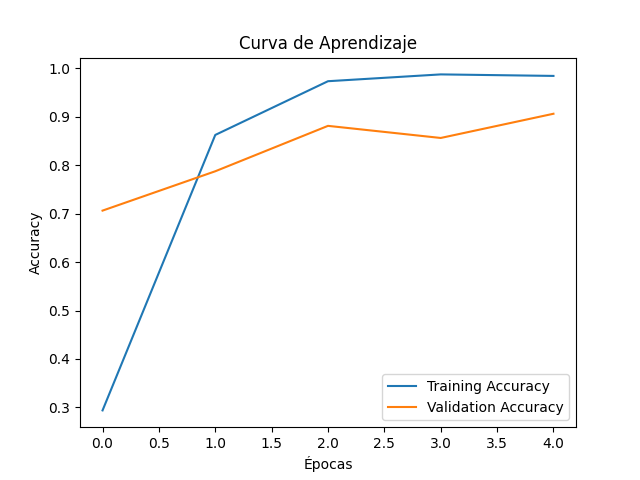 Curva de Aprendizaje
1.0
0.9
0.8
0.7
0.6
0.5
0.4
0.3
Accuracy
Training Accuracy
Validation Accuracy
0.0 0.5 1.0 1.5 2.0 2.5 3.0 3.5 4.0
Épocas